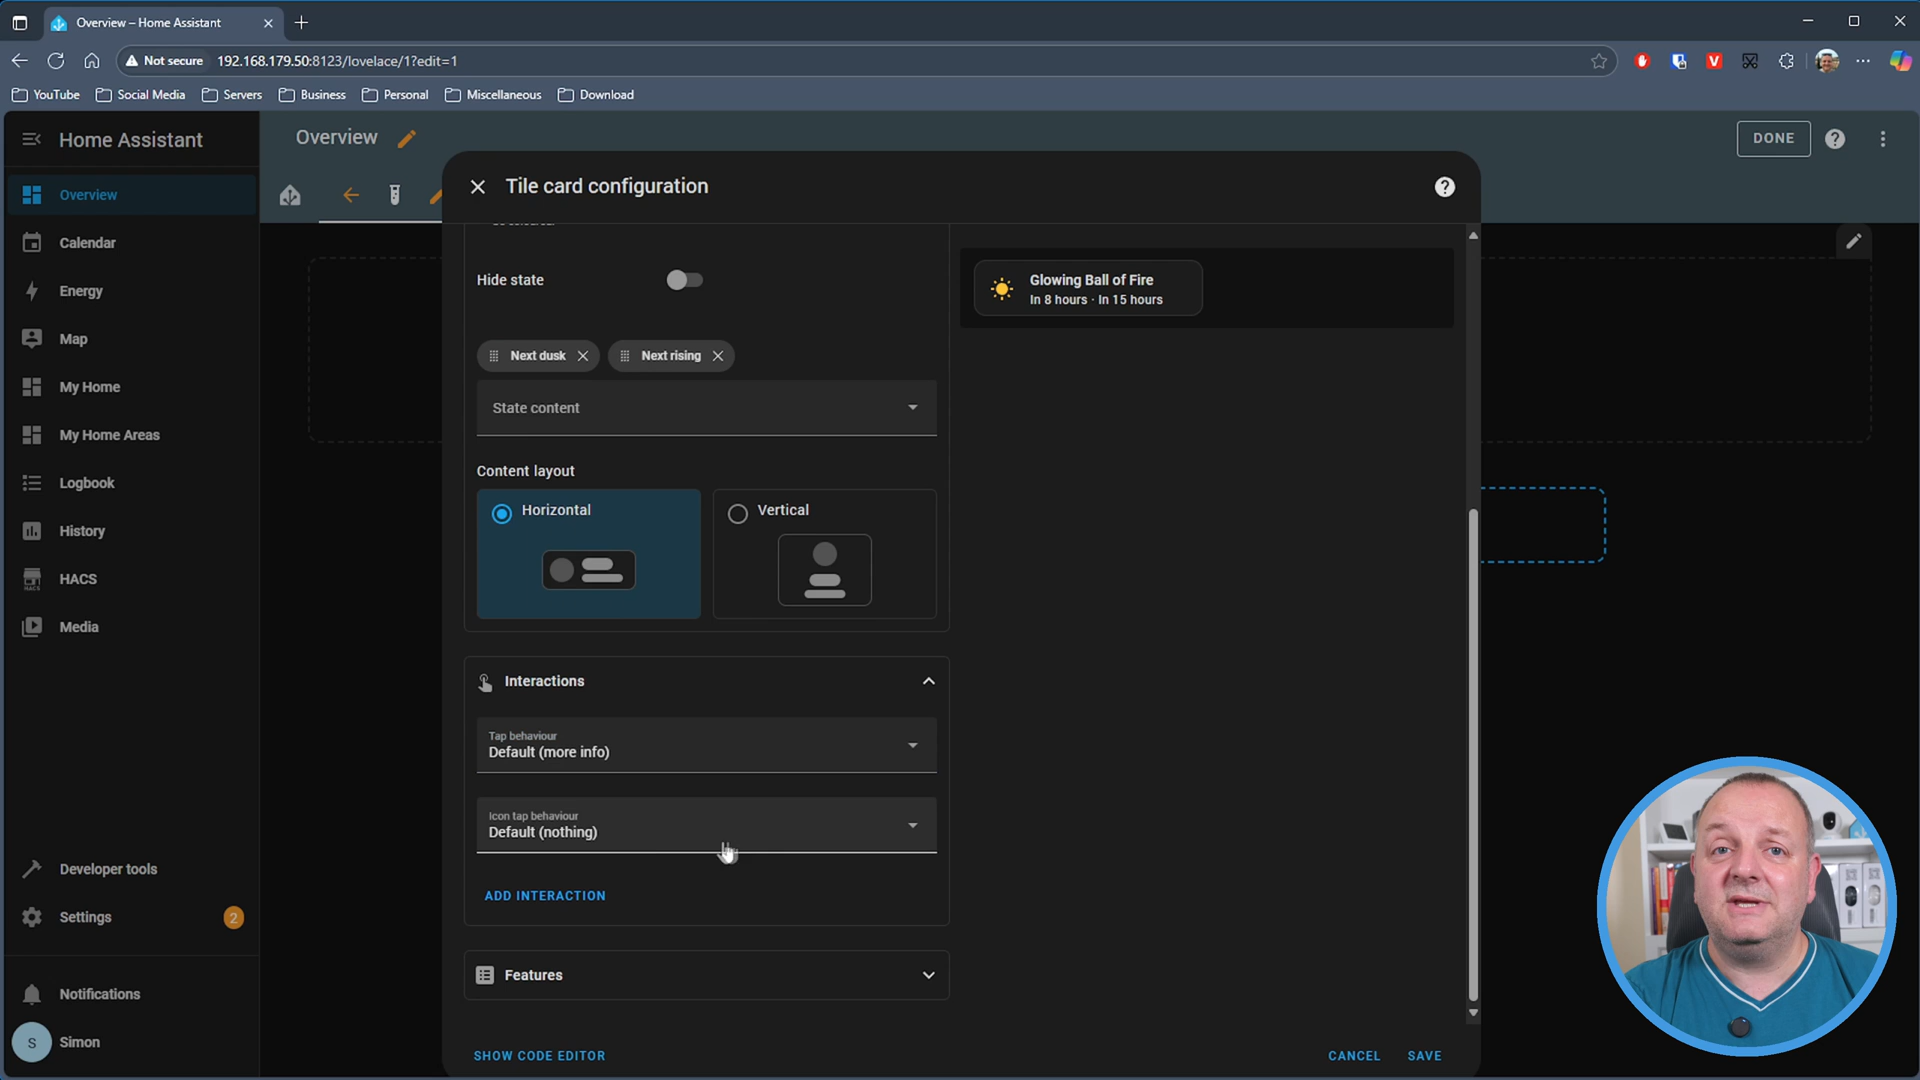 Overview – Home Assistant
Not secure
192.168.179.50:8123/lovelace/1?edit=1
YouTube
Social Media
Servers
Business
Personal
Miscellaneous
Download
Home Assistant
Overview
DONE
Overview
Calendar
Energy
Map
My Home
My Home Areas
Logbook
History
HACS
Media
Developer tools
Settings
2
Notifications
S
Simon
Tile card configuration
Hide state
Next dusk
Next rising
State content
Content layout
Horizontal
Vertical
Interactions
Tap behaviour
Default (more info)
Icon tap behaviour
Default (nothing)
ADD INTERACTION
Features
SHOW CODE EDITOR
CANCEL
SAVE
Glowing Ball of Fire
In 8 hours · In 15 hours